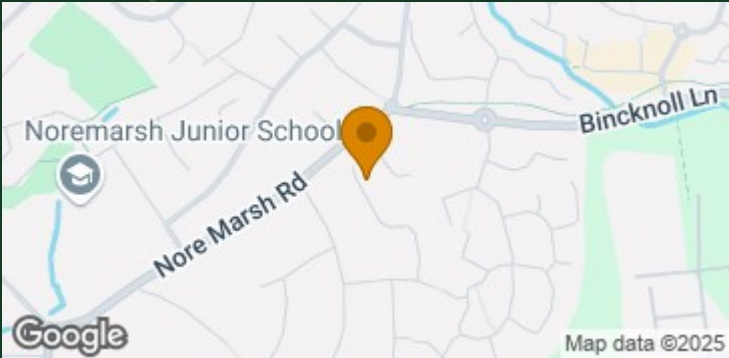 Bincknoll Ln
Noremarsh Junior School
Nore Marsh Rd
Google
Map data ©2025